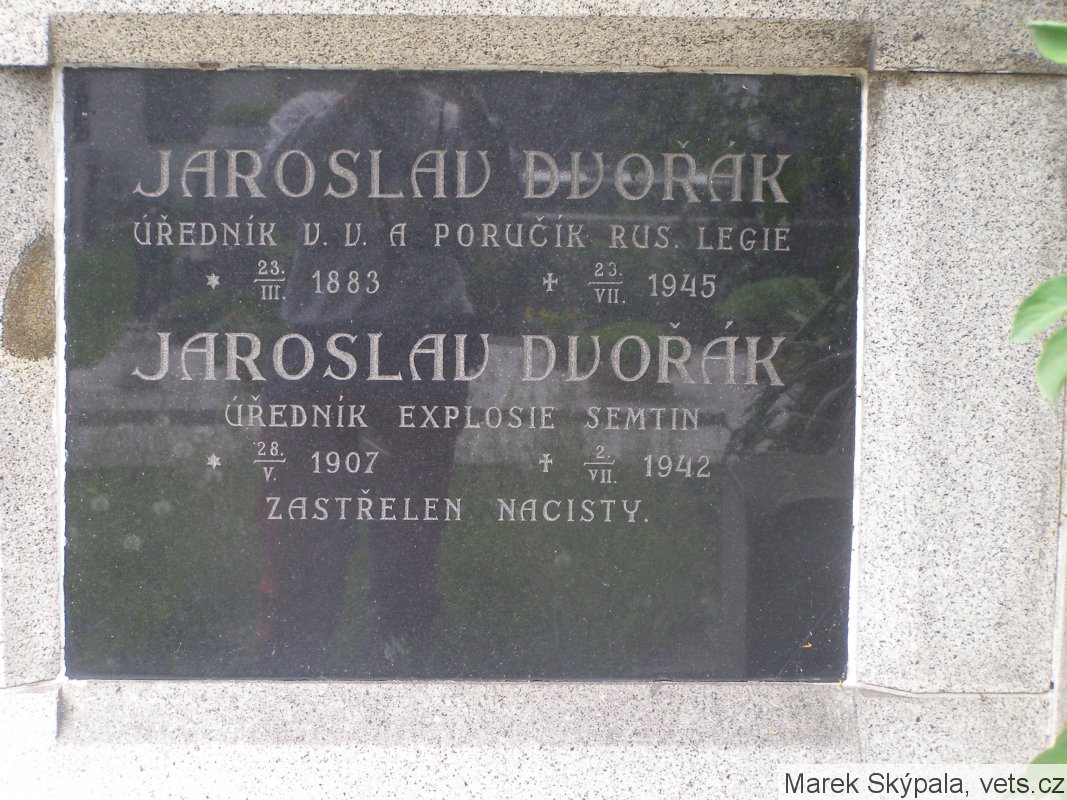 JAROSLAV DVOŘÁK
ÚŘEDNÍK V. V. A PORUČÍK RUS. LEGIE
* 23./III. 1883 ✝ 23./VII. 1945
JAROSLAV DVOŘÁK
ÚŘEDNÍK EXPLOSIE SEMTIN
* 28./V. 1907 ✝ 2./VII. 1942
ZASTŘELEN NACISTY.
Marek Skýpala, vets.cz